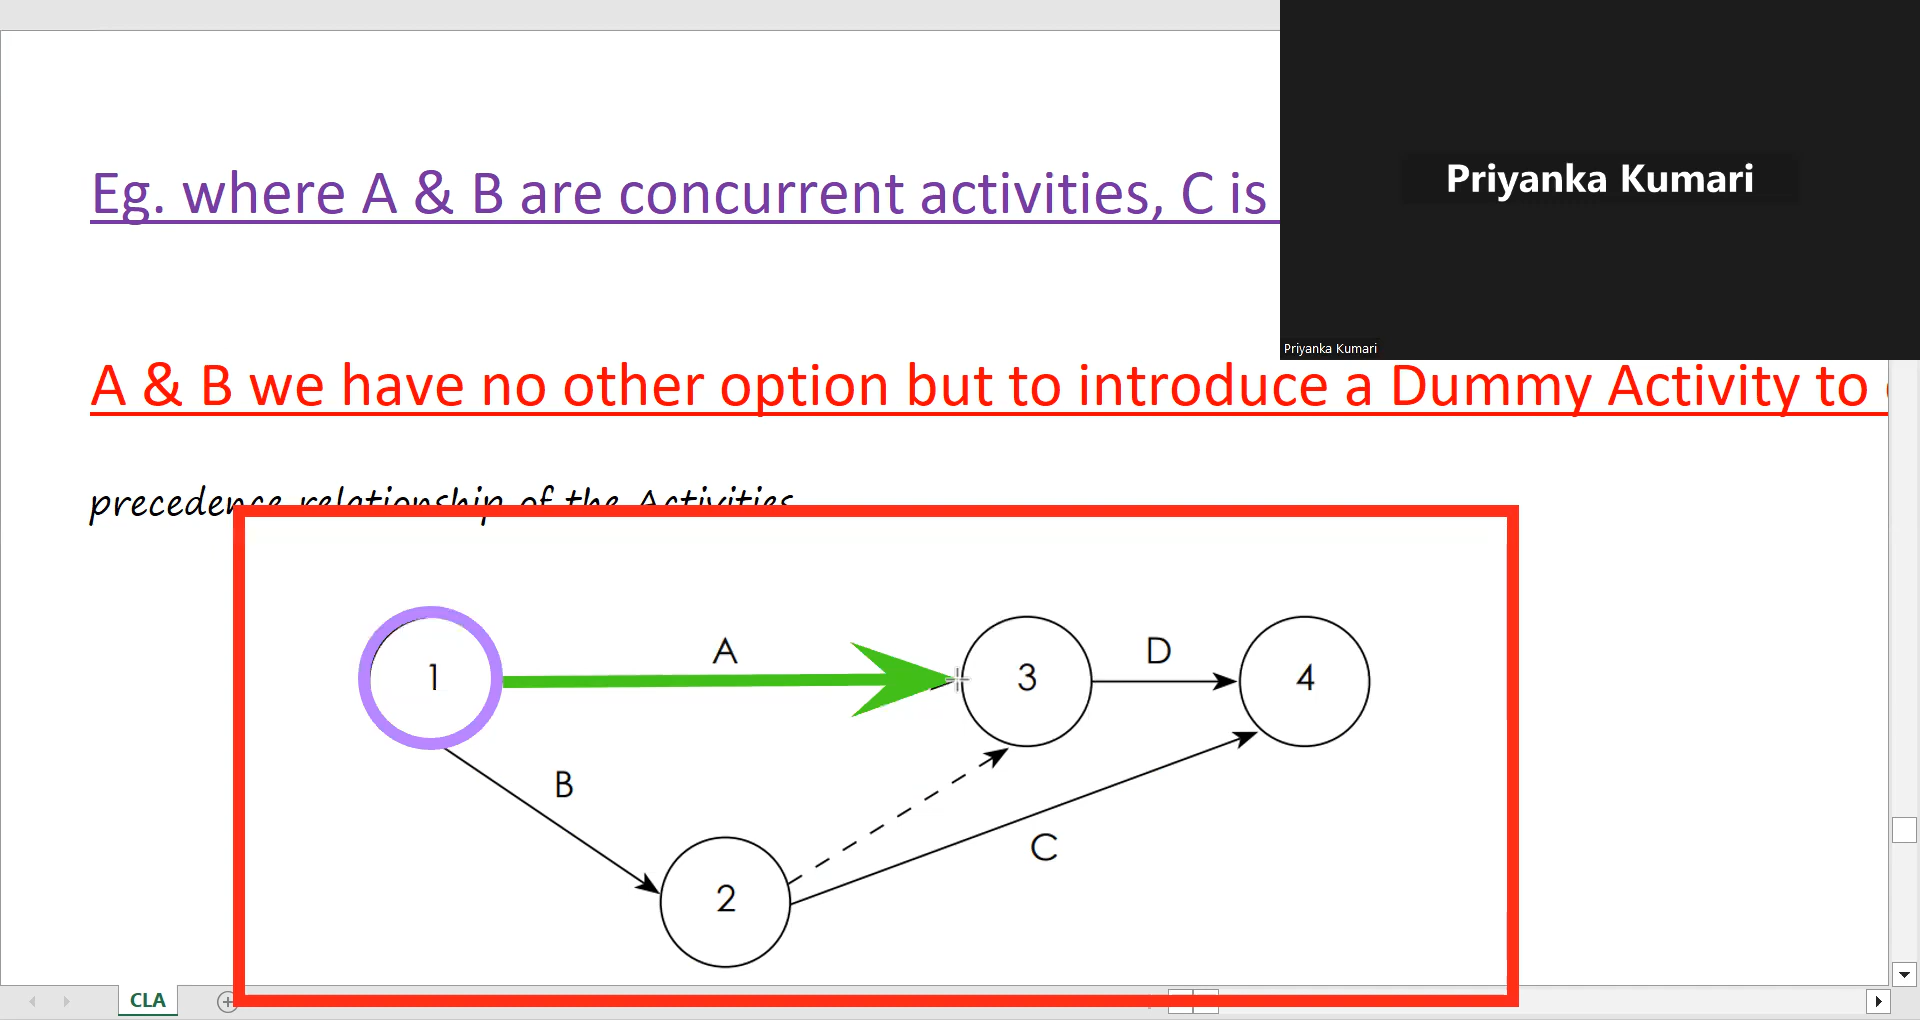 Eg. where A & B are concurrent activities, C is
Priyanka Kumari
Priyanka Kumari
A & B we have no other option but to introduce a Dummy Activity to
precedence relationship of the Activities
1
A
3
D
4
B
2
C
CLA